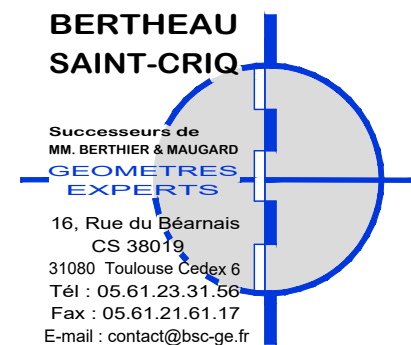 BERTHEAU
SAINT-CRIQ
Successeurs de
MM. BERTHIER & MAUGARD
GEOMETRES
EXPERTS
16, Rue du Béarnais
CS 38019
31080 Toulouse Cedex 6
Tél : 05.61.23.31.56
Fax : 05.61.21.61.17
E-mail : contact@bsc-ge.fr